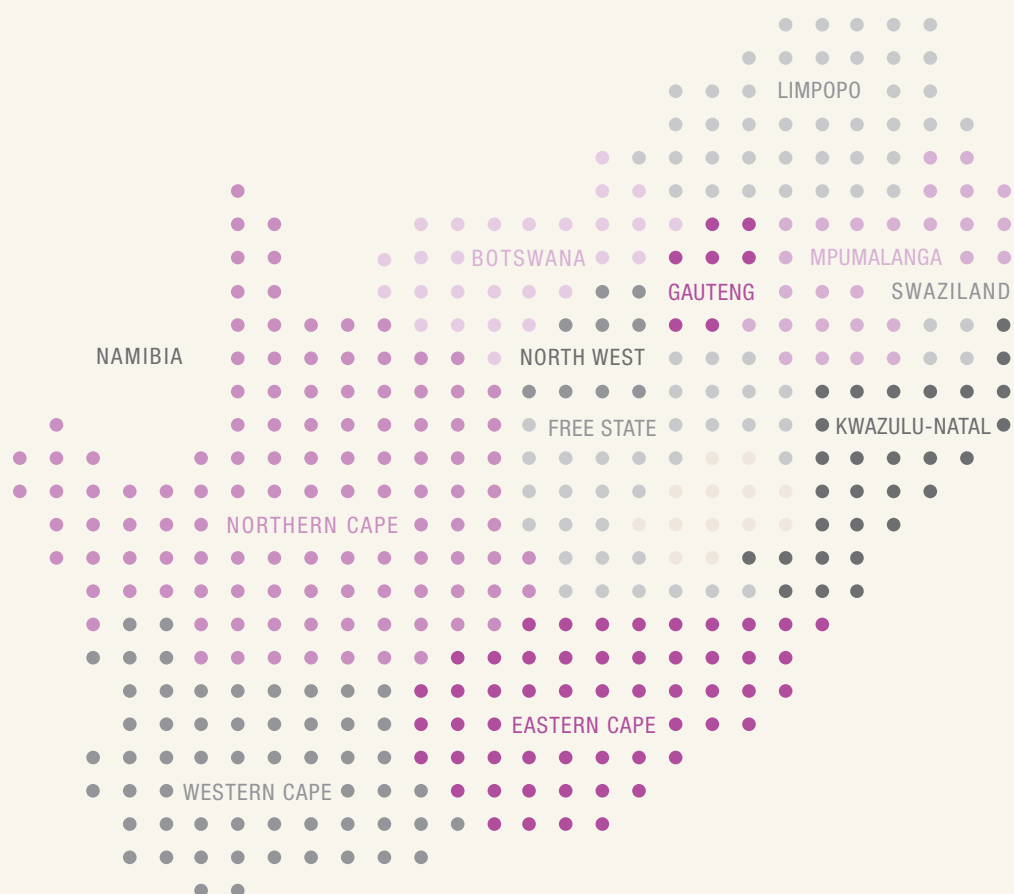 LIMPOPO
BOTSWANA
MPUMALANGA
GAUTENG
SWAZILAND
NAMIBIA
NORTH WEST
FREE STATE
KWAZULU-NATAL
NORTHERN CAPE
EASTERN CAPE
WESTERN CAPE